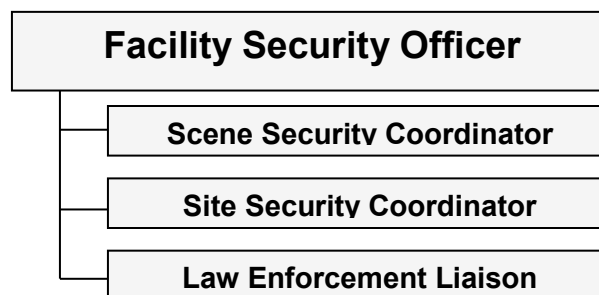 Facility Security Officer
Scene Security Coordinator
Site Security Coordinator
Law Enforcement Liaison